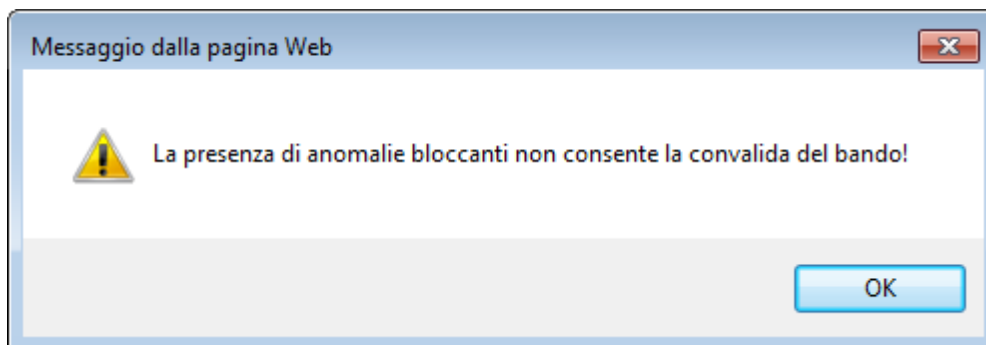 Messaggio dalla pagina Web
La presenza di anomalie bloccanti non consente la convalida del bando!
OK